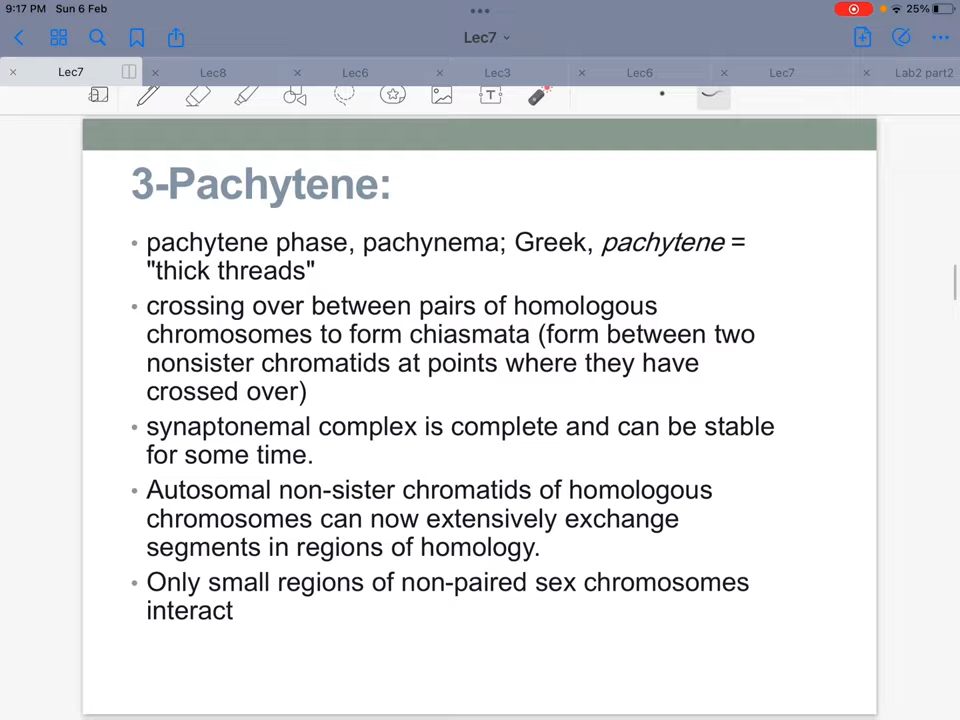 9:17 PM Sun 6 Feb
25%
Lec7
Lec7
Lec8
Lec6
Lec3
Lec6
Lec7
Lab2 part2
T
3-Pachytene:
• pachytene phase, pachynema; Greek, pachytene =
"thick threads"
• crossing over between pairs of homologous
chromosomes to form chiasmata (form between two
nonsister chromatids at points where they have
crossed over)
• synaptonemal complex is complete and can be stable
for some time.
• Autosomal non-sister chromatids of homologous
chromosomes can now extensively exchange
segments in regions of homology.
• Only small regions of non-paired sex chromosomes
interact